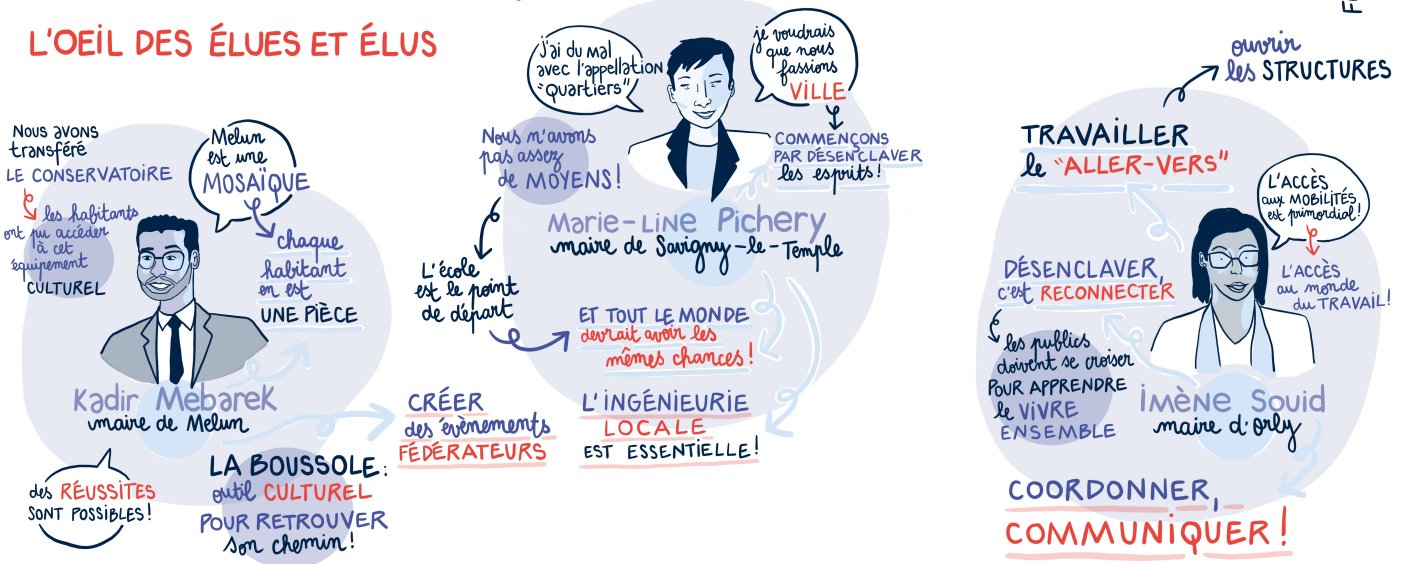 L'OEIL DES ÉLUES ET ÉLUS
Nous avons
transféré
LE CONSERVATOIRE
les habitants
ont pu accéder
à cet
équipement
CULTUREL
Melun
est une
MOSAÏQUE
chaque
habitant
en est
UNE PIÈCE
Kadir Mebarek
maire de Melun
des RÉUSSITES
SONT POSSIBLES!
LA BOUSSOLE:
outil CULTUREL
POUR RETROUVER
son chemin!
CRÉER
des évènements
FÉDÉRATEURS
j'ai du mal
avec l'appellation
"quartiers"
je voudrais
que nous
fassions
VILLE
COMMENÇONS
PAR DÉSENCLAVER
les esprits!
Nous n'avons
pas assez
de MOYENS!
Marie-Line Pichery
maire de Savigny-le-Temple
L'école
est le point
de départ
ET TOUT LE MONDE
devrait avoir les
mêmes chances!
L'INGÉNIEURIE
LOCALE
EST ESSENTIELLE!
ouvrir
les STRUCTURES
TRAVAILLER
le "ALLER-VERS"
L'ACCÈS
aux MOBILITÉS
est primordial!
L'ACCÈS
au monde
du TRAVAIL!
DÉSENCLAVER,
c'est RECONNECTER
les publics
doivent se croiser
POUR APPRENDRE
le VIVRE
ENSEMBLE
Imène Souid
maire d'orly
COORDONNER,
COMMUNIQUER!